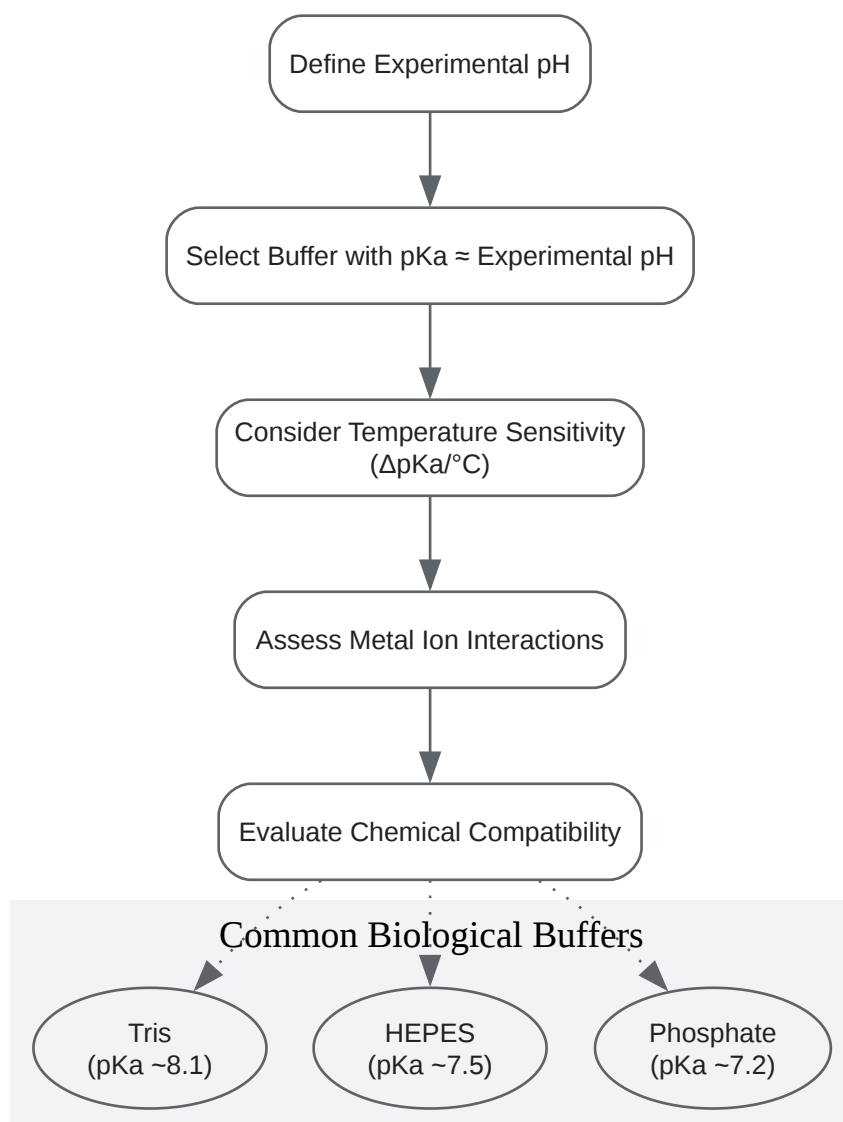 Define Experimental pH
Select Buffer with pKa ≈ Experimental pH
Consider Temperature Sensitivity
(ΔpKa/°C)
Assess Metal Ion Interactions
Evaluate Chemical Compatibility
Common Biological Buffers
Tris
(pKa ~8.1)
HEPES
(pKa ~7.5)
Phosphate
(pKa ~7.2)